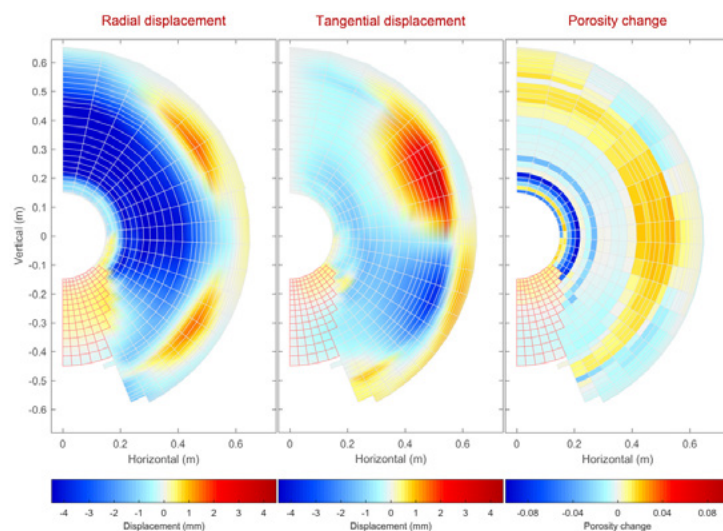 Radial displacement
Tangential displacement
Porosity change
0.6
0.5
0.4
0.3
0.2
0.1
0
-0.1
-0.2
-0.3
-0.4
-0.5
-0.6
Vertical (m)
0 0.2 0.4 0.6
0 0.2 0.4 0.6
0 0.2 0.4 0.6
Horizontal (m)
Horizontal (m)
Horizontal (m)
-4 -3 -2 -1 0 1 2 3 4
-4 -3 -2 -1 0 1 2 3 4
-0.08 -0.04 0 0.04 0.08
Displacement (mm)
Displacement (mm)
Porosity change